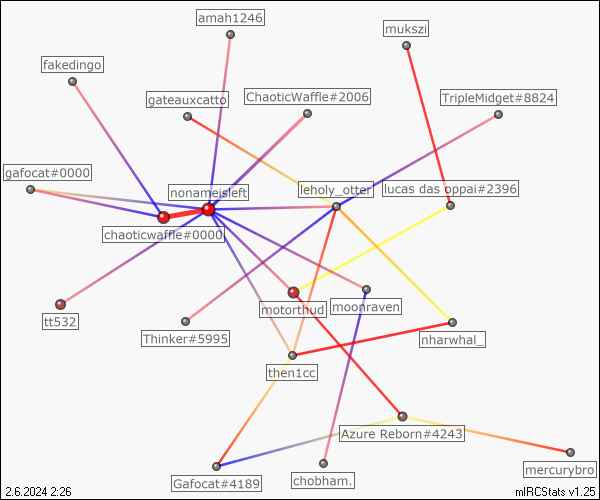 amah1246
mukszi
fakedingo
gateauxcatto
ChaoticWaffle#2006
TripleMidget#8824
gafocat#0000
nonameisleft
leholy_otter
lucas das oppai#2396
chaoticwaffle#0000
motorthud
moonraven
tt532
Thinker#5995
nharwhal_
then1cc
Azure Reborn#4243
Gafocat#4189
chobham.
mercurybro
2.6.2024 2:26
mIRCStats v1.25